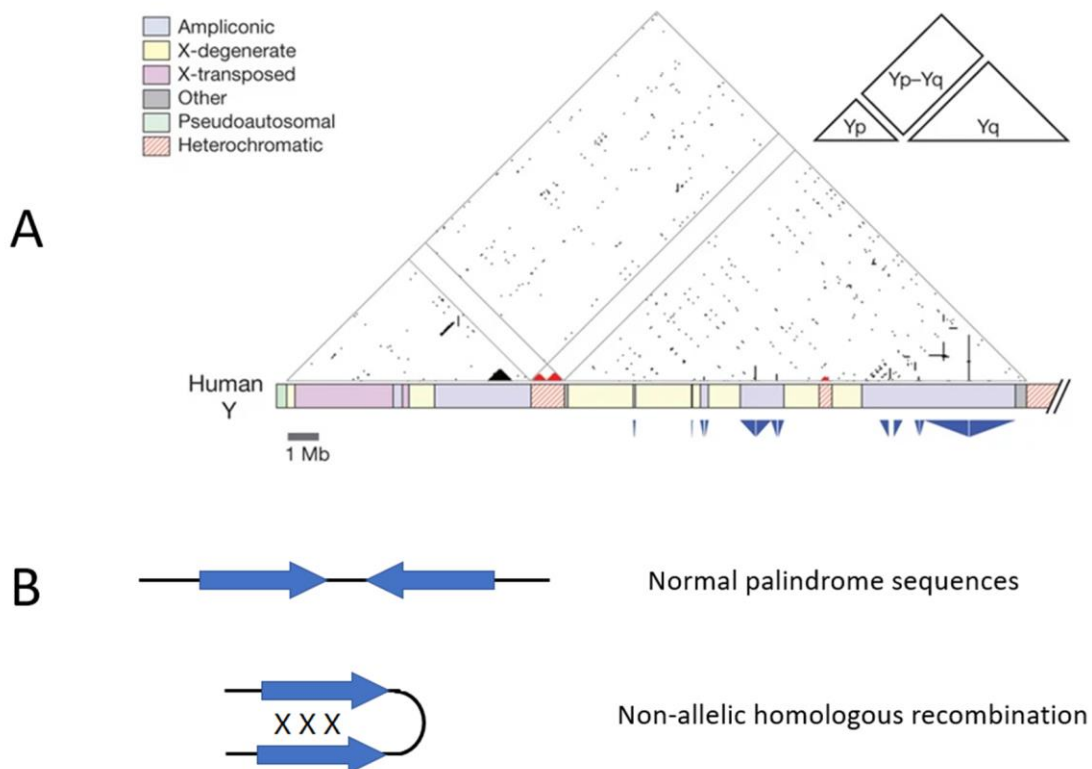 Ampliconic
X-degenerate
X-transposed
Other
Pseudoautosomal
Heterochromatic
Yp–Yq
Yp
Yq
A
Human
Y
1 Mb
B
Normal palindrome sequences
X X X
Non-allelic homologous recombination